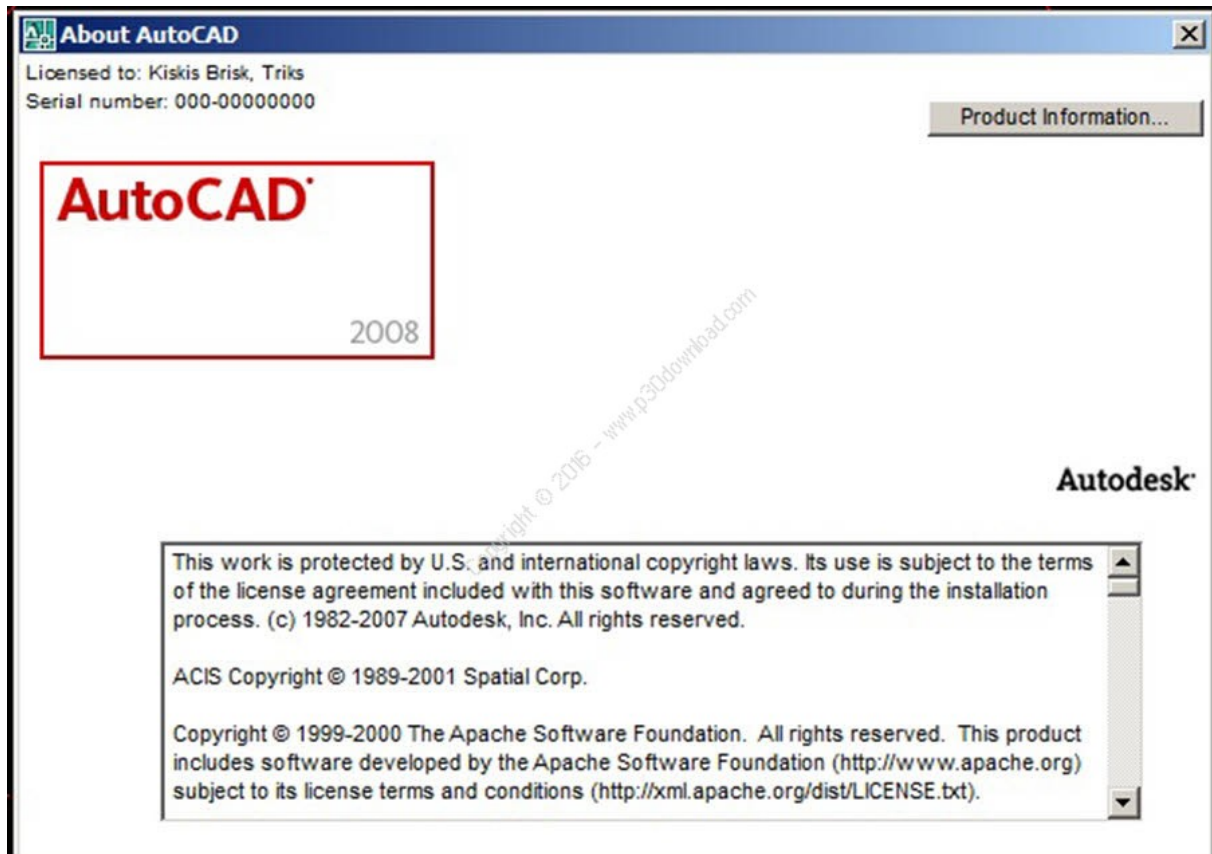 About AutoCAD
Licensed to: Kiskis Brisk, Triks
Serial number: 000-00000000
Product Information...
AutoCAD
2008
Copyright © 2016 - www.p30download.com
Autodesk
This work is protected by U.S. and international copyright laws. Its use is subject to the terms
of the license agreement included with this software and agreed to during the installation
process. (c) 1982-2007 Autodesk, Inc. All rights reserved.
ACIS Copyright © 1989-2001 Spatial Corp.
Copyright © 1999-2000 The Apache Software Foundation. All rights reserved. This product
includes software developed by the Apache Software Foundation (http://www.apache.org)
subject to its license terms and conditions (http://xml.apache.org/dist/LICENSE.txt).